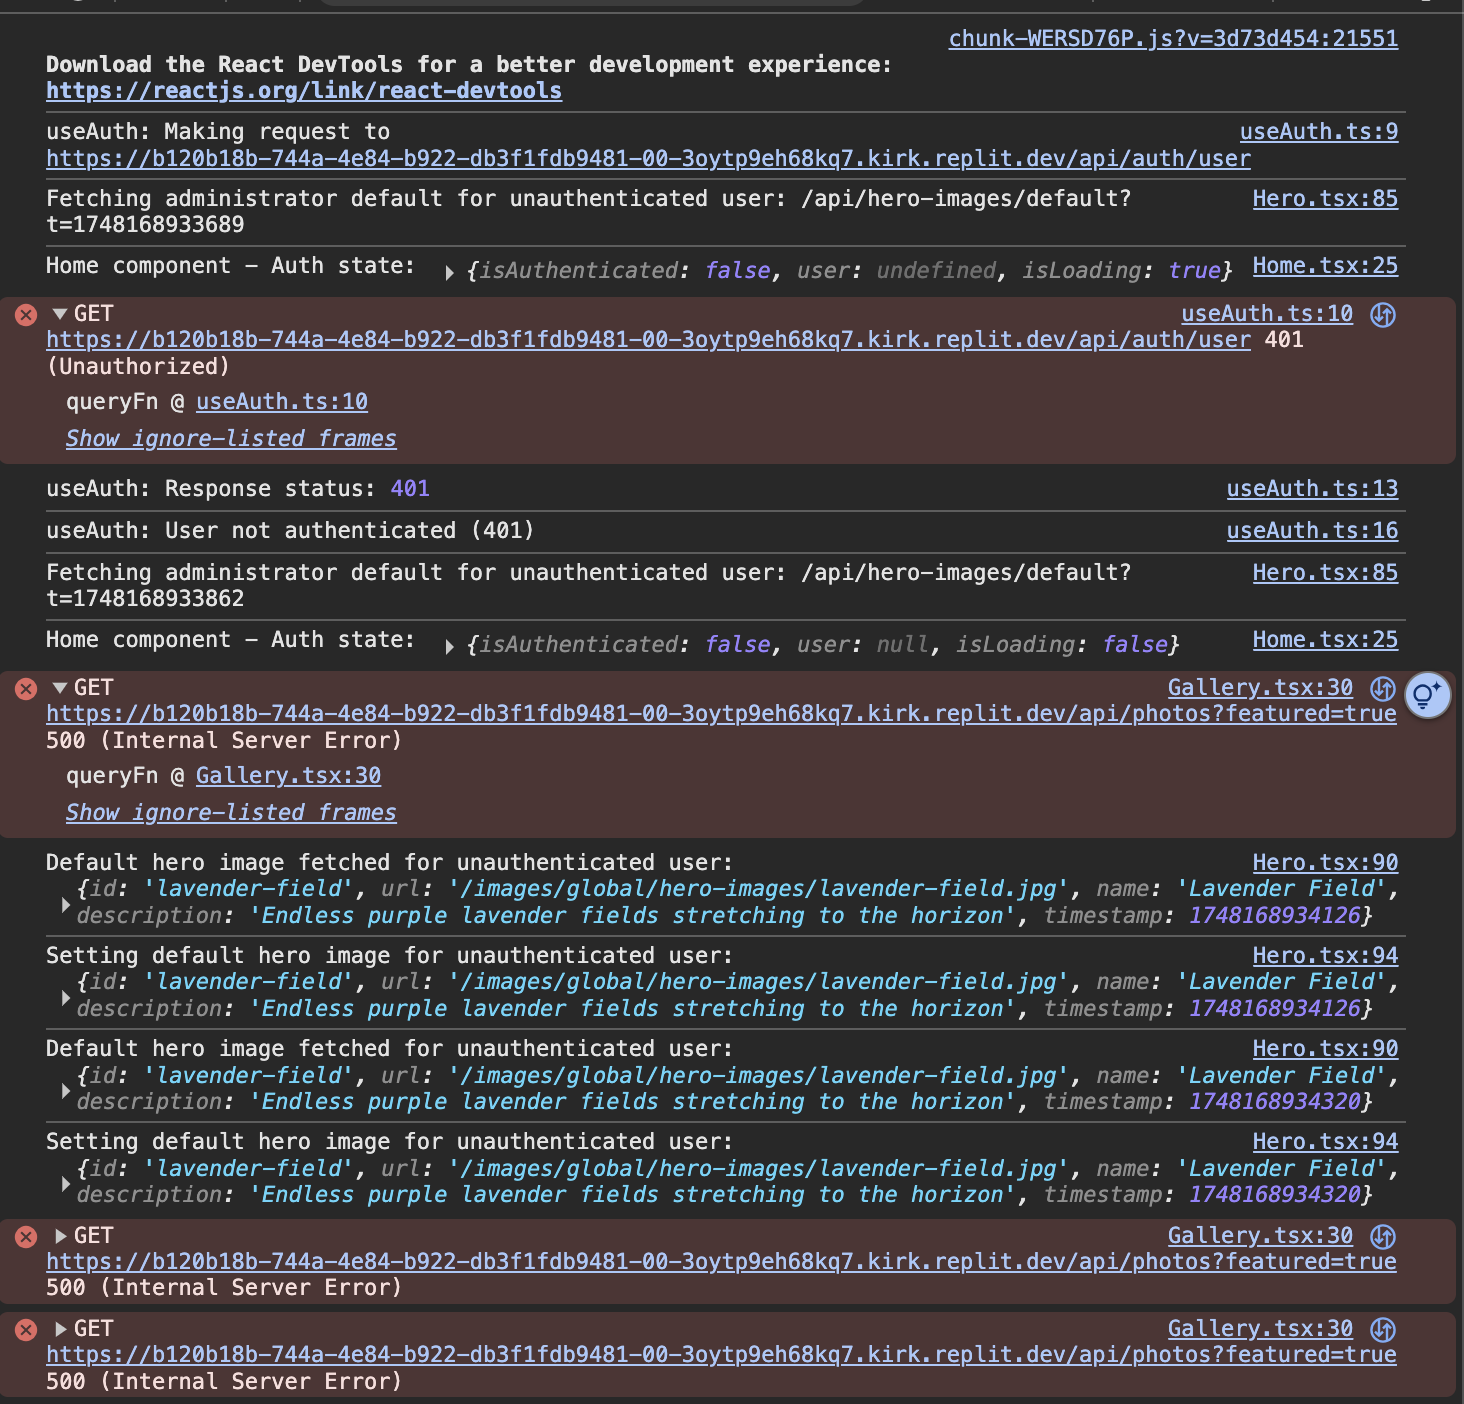 chunk-WERSD76P.js?v=3d73d454:21551
Download the React DevTools for a better development experience:
https://reactjs.org/link/react-devtools
useAuth: Making request to useAuth.ts:9
https://b120b18b-744a-4e84-b922-db3f1fdb9481-00-3oytp9eh68kq7.kirk.replit.dev/api/auth/user
Fetching administrator default for unauthenticated user: /api/hero-images/default? Hero.tsx:85
t=1748168933689
Home component – Auth state: {isAuthenticated: false, user: undefined, isLoading: true} Home.tsx:25
GET useAuth.ts:10
https://b120b18b-744a-4e84-b922-db3f1fdb9481-00-3oytp9eh68kq7.kirk.replit.dev/api/auth/user 401
(Unauthorized)
queryFn @ useAuth.ts:10
Show ignore-listed frames
useAuth: Response status: 401 useAuth.ts:13
useAuth: User not authenticated (401) useAuth.ts:16
Fetching administrator default for unauthenticated user: /api/hero-images/default? Hero.tsx:85
t=1748168933862
Home component – Auth state: {isAuthenticated: false, user: null, isLoading: false} Home.tsx:25
GET Gallery.tsx:30
https://b120b18b-744a-4e84-b922-db3f1fdb9481-00-3oytp9eh68kq7.kirk.replit.dev/api/photos?featured=true
500 (Internal Server Error)
queryFn @ Gallery.tsx:30
Show ignore-listed frames
Default hero image fetched for unauthenticated user: Hero.tsx:90
{id: 'lavender-field', url: '/images/global/hero-images/lavender-field.jpg', name: 'Lavender Field',
description: 'Endless purple lavender fields stretching to the horizon', timestamp: 1748168934126}
Setting default hero image for unauthenticated user: Hero.tsx:94
{id: 'lavender-field', url: '/images/global/hero-images/lavender-field.jpg', name: 'Lavender Field',
description: 'Endless purple lavender fields stretching to the horizon', timestamp: 1748168934126}
Default hero image fetched for unauthenticated user: Hero.tsx:90
{id: 'lavender-field', url: '/images/global/hero-images/lavender-field.jpg', name: 'Lavender Field',
description: 'Endless purple lavender fields stretching to the horizon', timestamp: 1748168934320}
Setting default hero image for unauthenticated user: Hero.tsx:94
{id: 'lavender-field', url: '/images/global/hero-images/lavender-field.jpg', name: 'Lavender Field',
description: 'Endless purple lavender fields stretching to the horizon', timestamp: 1748168934320}
GET Gallery.tsx:30
https://b120b18b-744a-4e84-b922-db3f1fdb9481-00-3oytp9eh68kq7.kirk.replit.dev/api/photos?featured=true
500 (Internal Server Error)
GET Gallery.tsx:30
https://b120b18b-744a-4e84-b922-db3f1fdb9481-00-3oytp9eh68kq7.kirk.replit.dev/api/photos?featured=true
500 (Internal Server Error)